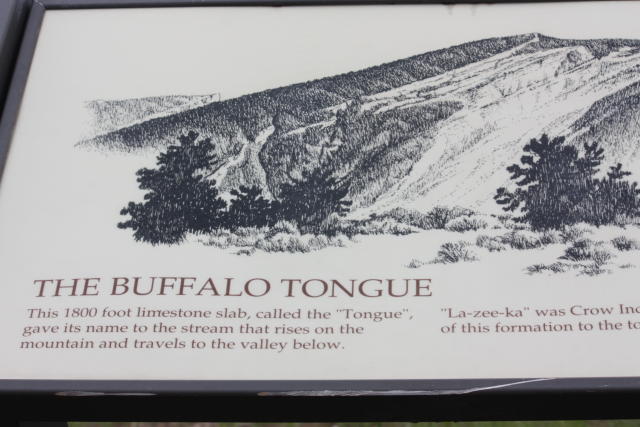 THE BUFFALO TONGUE
This 1800 foot limestone slab, called the "Tongue",
gave its name to the stream that rises on the
mountain and travels to the valley below.
"La-zee-ka" was Crow
of this formation to the